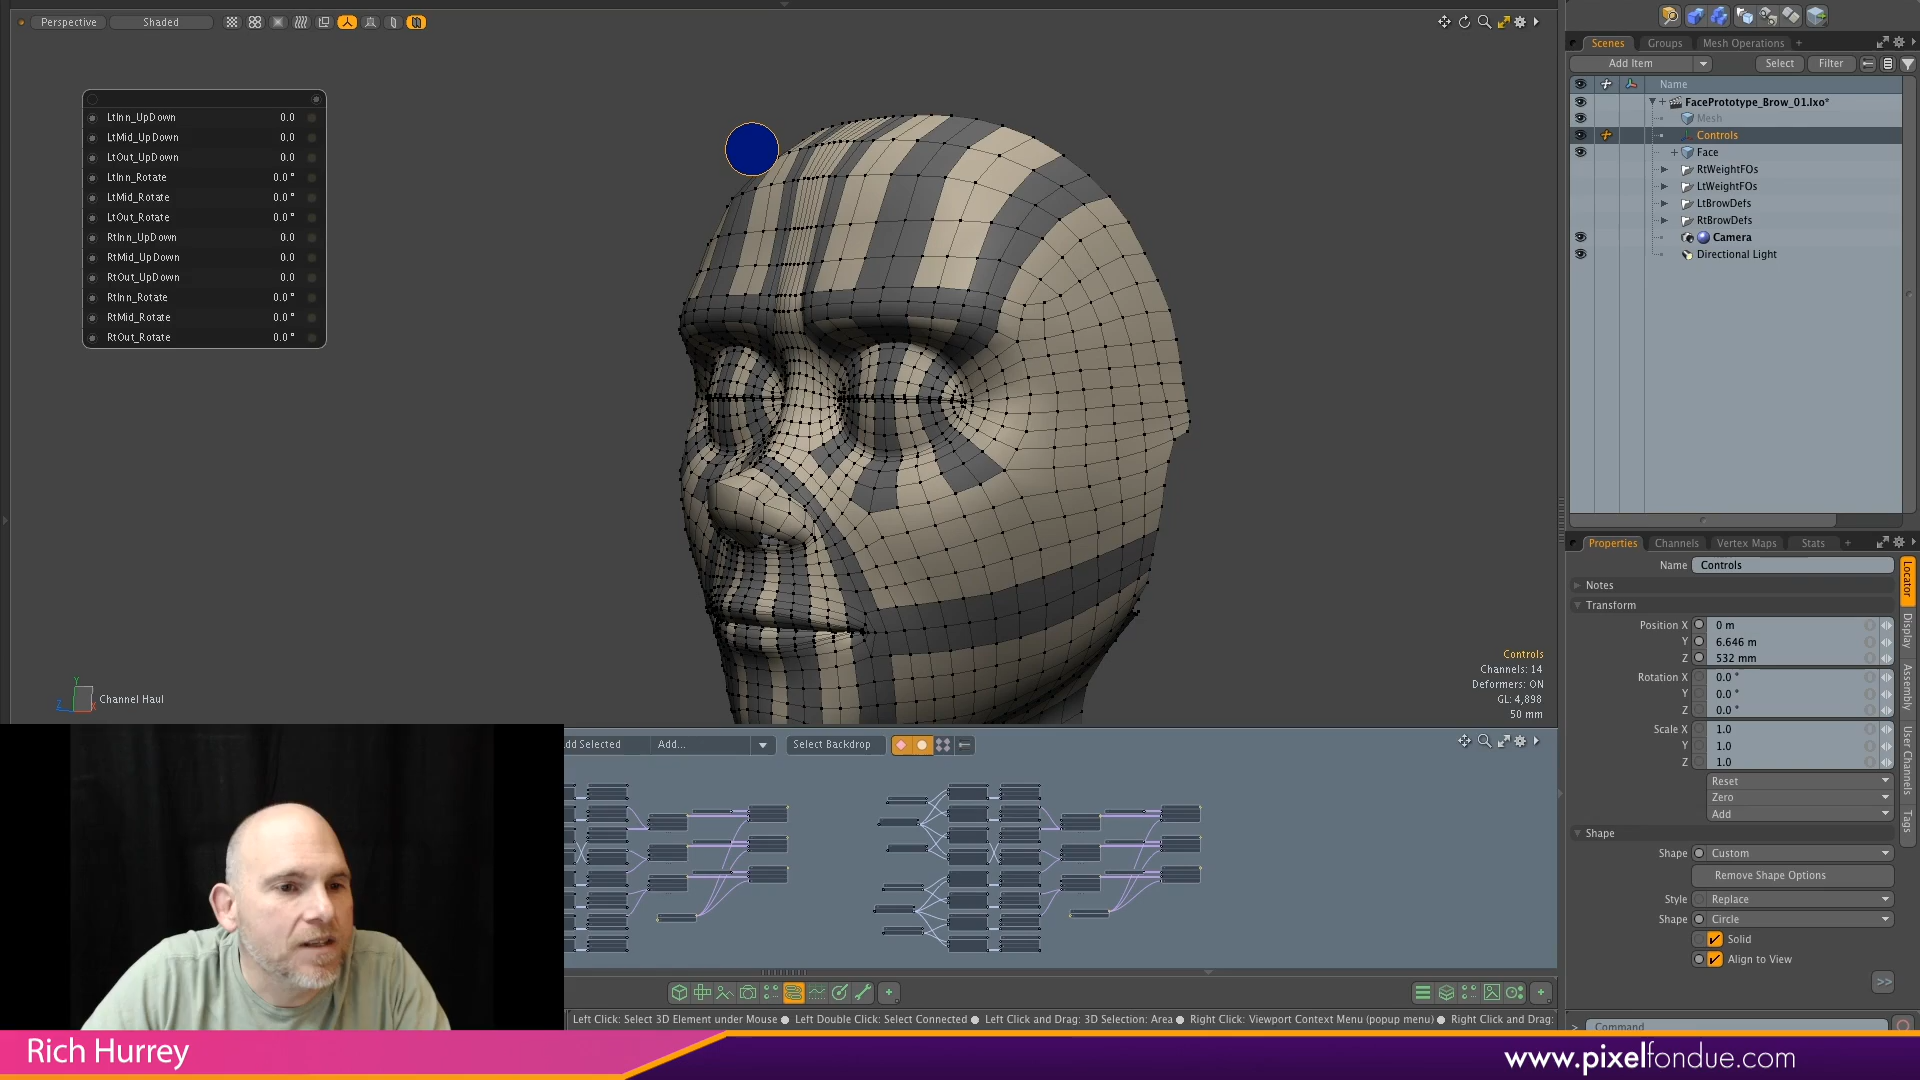 Perspective
Shaded
LtInn_UpDown 0.0
LtMid_UpDown 0.0
LtOut_UpDown 0.0
LtInn_Rotate 0.0 °
LtMid_Rotate 0.0 °
LtOut_Rotate 0.0 °
RtInn_UpDown 0.0
RtMid_UpDown 0.0
RtOut_UpDown 0.0
RtInn_Rotate 0.0 °
RtMid_Rotate 0.0 °
RtOut_Rotate 0.0 °
Controls
Channels: 14
Deformers: ON
GL: 4,898
50 mm
Y
Z
X
Channel Haul
Scenes
Groups
Mesh Operations
+
Add Item
Select
Filter
Name
FacePrototype_Brow_01.lxo*
Mesh
Controls
Face
RtWeightFOs
LtWeightFOs
LtBrowDefs
RtBrowDefs
Camera
Directional Light
Properties
Channels
Vertex Maps
Stats
+
Name Controls
Notes
Transform
Position X 0 m
Y 6.646 m
Z 532 mm
Rotation X 0.0 °
Y 0.0 °
Z 0.0 °
Scale X 1.0
Y 1.0
Z 1.0
Reset
Zero
Add
Shape
Shape Custom
Remove Shape Options
Style Replace
Shape Circle
Solid
Align to View
>>
Locator
Display
Assembly
User Channels
Tags
dd Selected
Add...
Select Backdrop
Left Click: Select 3D Element under Mouse ● Left Double Click: Select Connected ● Left Click and Drag: 3D Selection: Area ● Right Click: Viewport Context Menu (popup menu) ● Right Click and Drag:
> Command
Rich Hurrey
www.pixelfondue.com